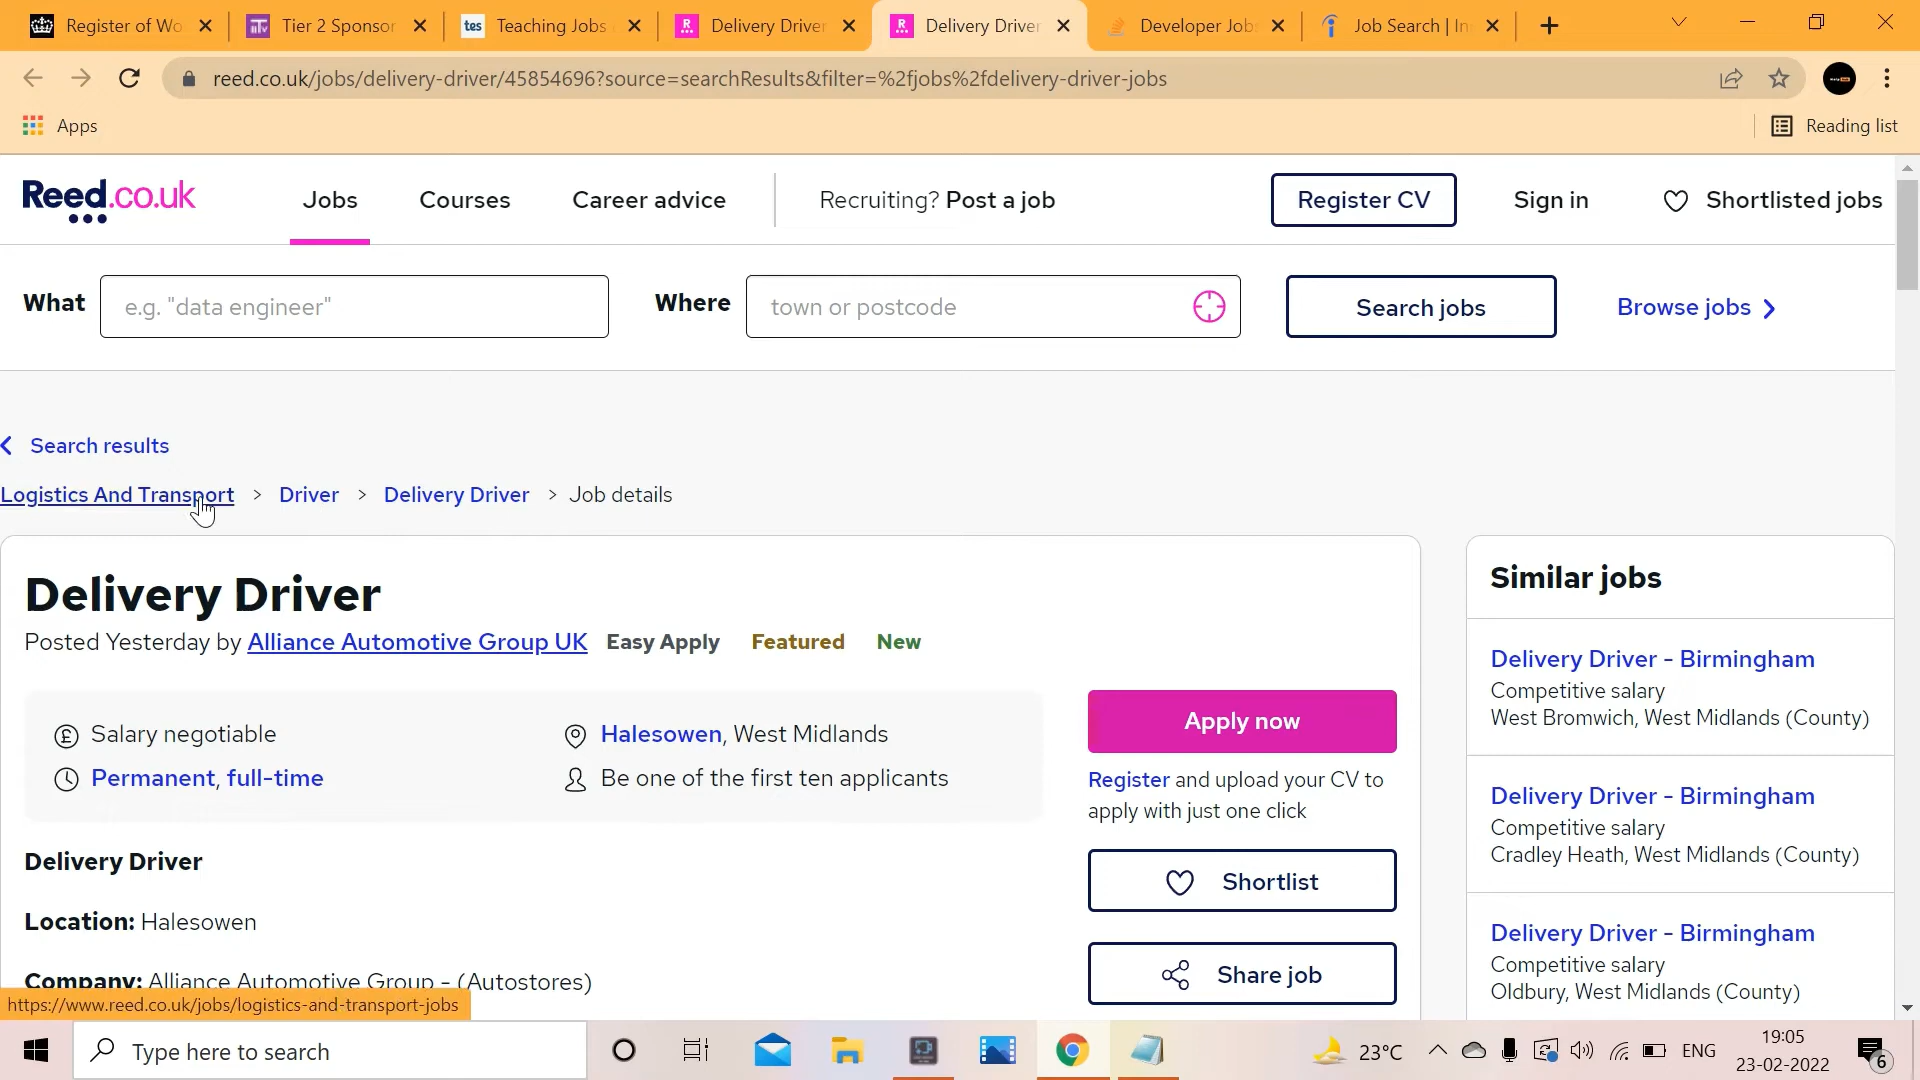 Register of Wo
Tier 2 Sponsor
tes
Teaching Jobs
R
Delivery Driver
R
Delivery Driver
Developer Job
Job Search | In
reed.co.uk/jobs/delivery-driver/45854696?source=searchResults&filter=%2fjobs%2fdelivery-driver-jobs
Apps
Reading list
Reed.co.uk
Jobs
Courses
Career advice
Recruiting? Post a job
Register CV
Sign in
Shortlisted jobs
What
e.g. "data engineer"
Where
town or postcode
Search jobs
Browse jobs
Search results
Logistics And Transport > Driver > Delivery Driver > Job details
Delivery Driver
Posted Yesterday by Alliance Automotive Group UK Easy Apply Featured New
Salary negotiable
Halesowen, West Midlands
Permanent, full-time
Be one of the first ten applicants
Delivery Driver
Location: Halesowen
Company: Alliance Automotive Group - (Autostores)
Apply now
Register and upload your CV to
apply with just one click
Shortlist
Share job
Similar jobs
Delivery Driver - Birmingham
Competitive salary
West Bromwich, West Midlands (County)
Delivery Driver - Birmingham
Competitive salary
Cradley Heath, West Midlands (County)
Delivery Driver - Birmingham
Competitive salary
Oldbury, West Midlands (County)
https://www.reed.co.uk/jobs/logistics-and-transport-jobs
Type here to search
23°C
ENG
19:05
23-02-2022
6